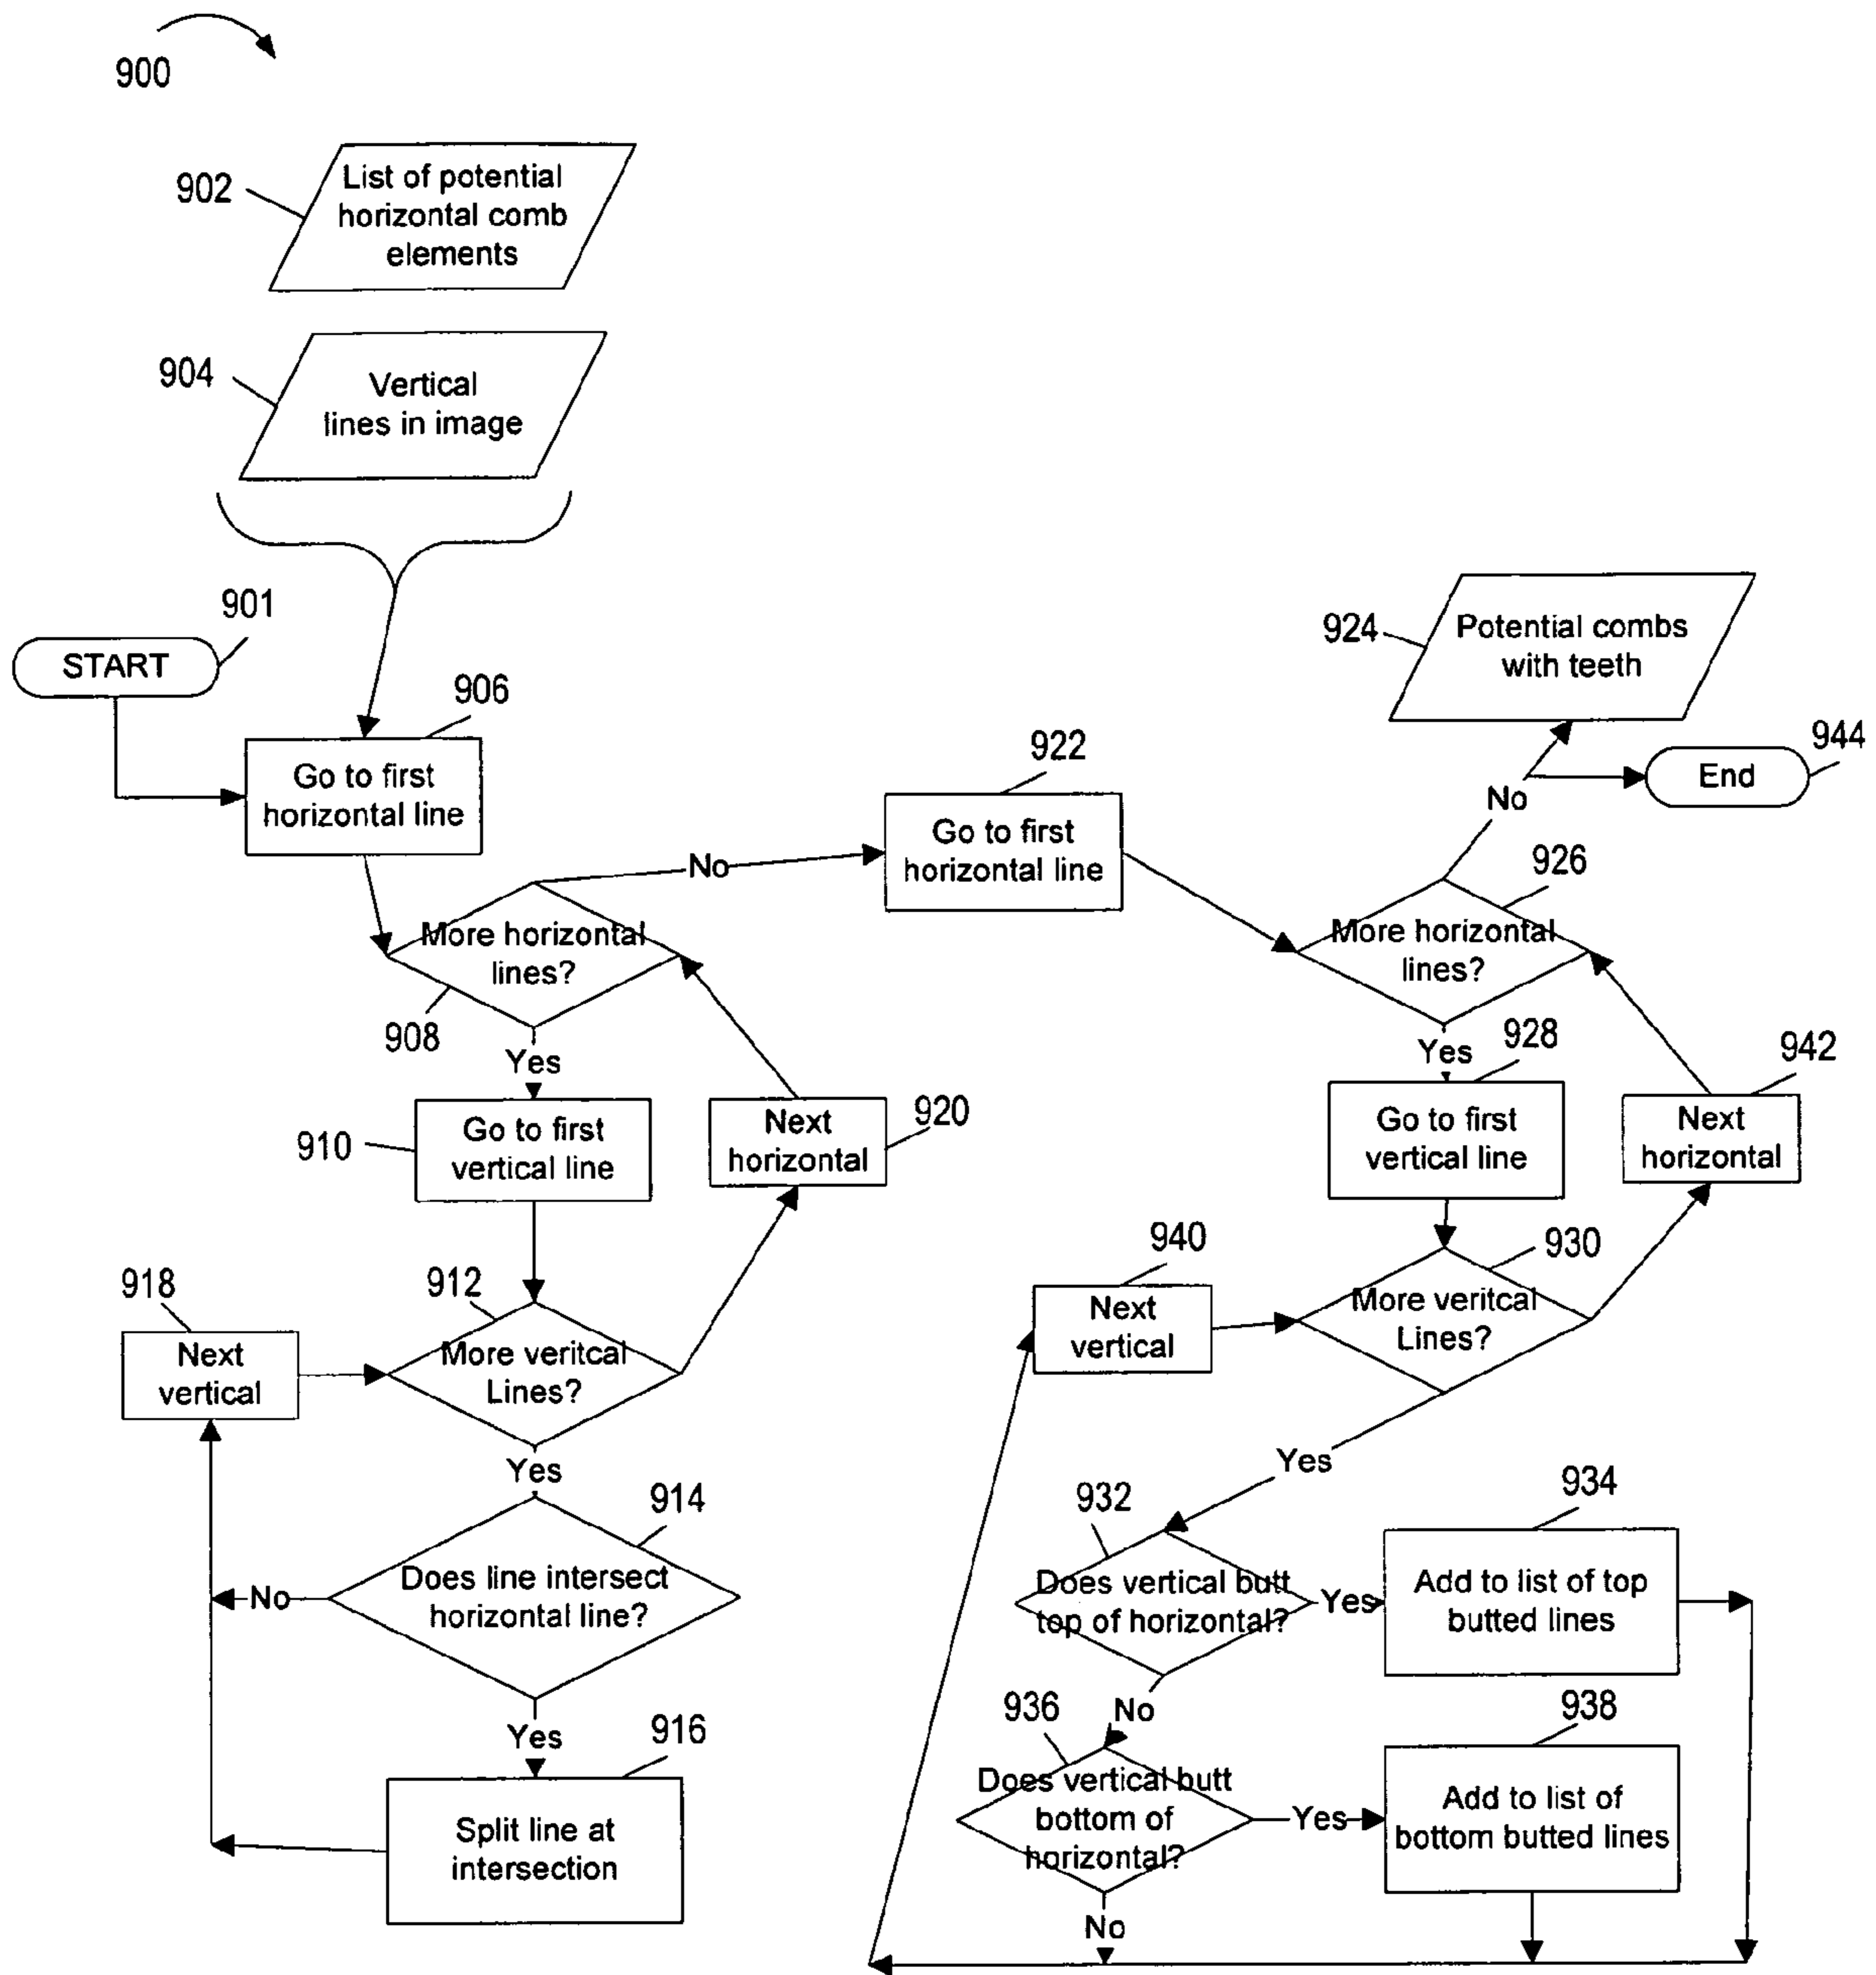 900
902
List of potential
horizontal comb
elements
904
Vertical
lines in image
901
START
906
Go to first
horizontal line
More horizontal
lines?
908
No
Yes
910
Go to first
vertical line
920
Next
horizontal
918
Next
vertical
912
More veritcal
Lines?
Yes
914
Does line intersect
horizontal line?
No
Yes
916
Split line at
intersection
922
Go to first
horizontal line
924
Potential combs
with teeth
944
End
No
926
More horizontal
lines?
Yes
928
Go to first
vertical line
942
Next
horizontal
940
Next
vertical
930
More veritcal
Lines?
Yes
932
Does vertical butt
top of horizontal?
Yes
934
Add to list of top
butted lines
No
936
Does vertical butt
bottom of
horizontal?
Yes
938
Add to list of
bottom butted lines
No